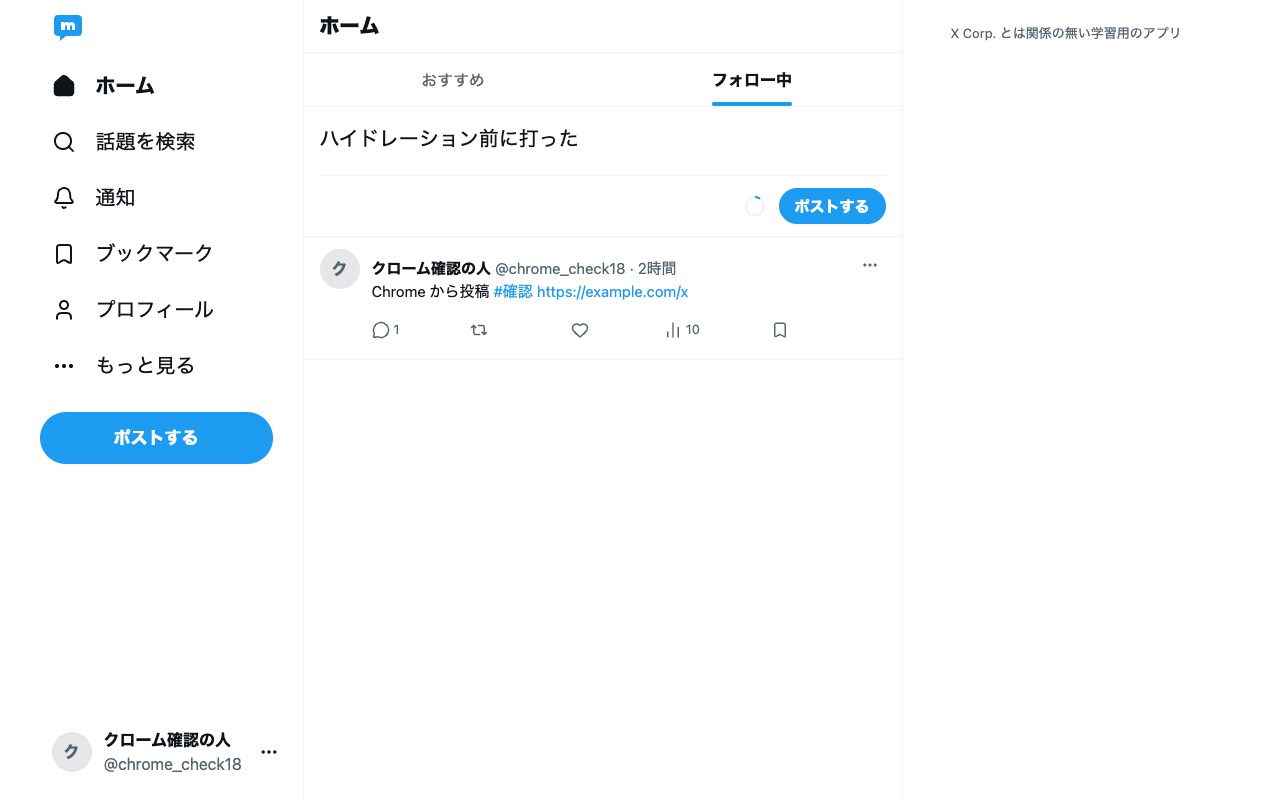 m
ホーム
話題を検索
通知
ブックマーク
プロフィール
もっと見る
ポストする
ク
クローム確認の人
@chrome_check18
ホーム
おすすめ
フォロー中
ハイドレーション前に打った
ポストする
ク
クローム確認の人 @chrome_check18 · 2時間
Chrome から投稿 #確認 https://example.com/x
1
10
X Corp. とは関係の無い学習用のアプリ